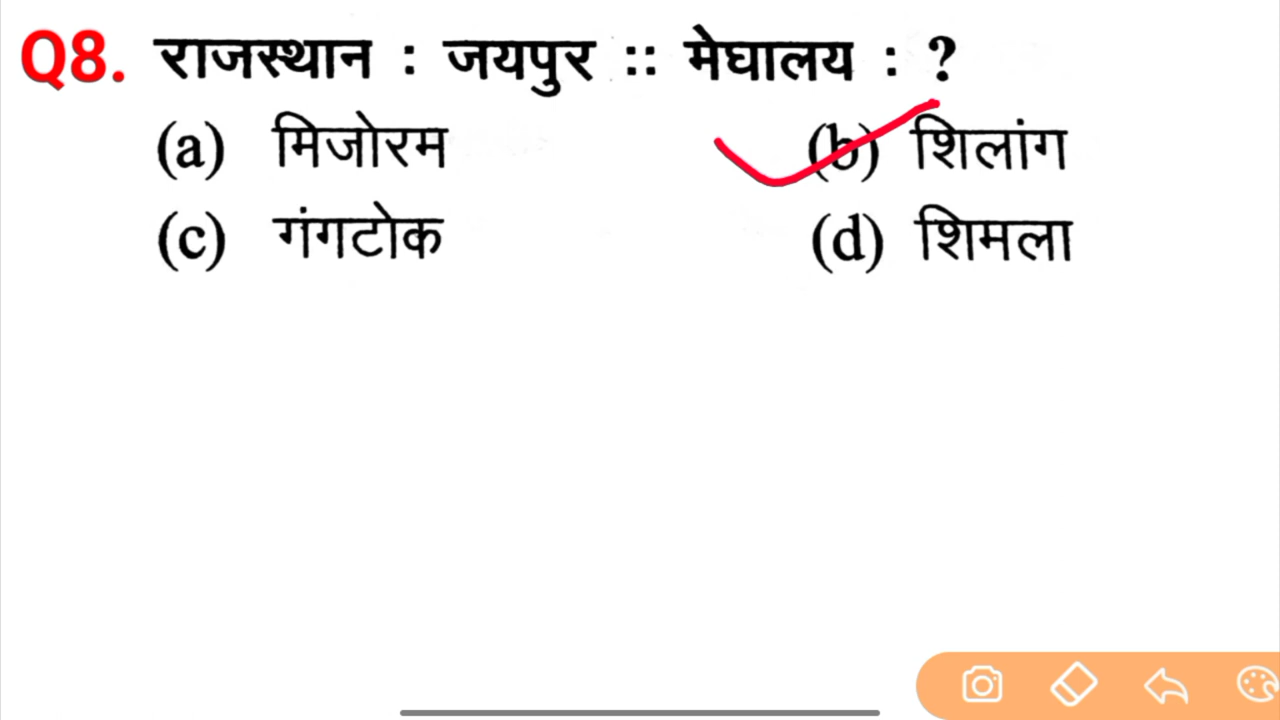 Q8. राजस्थान : जयपुर :: मेघालय : ?
(a) मिजोरम (b) शिलांग
(c) गंगटोक (d) शिमला